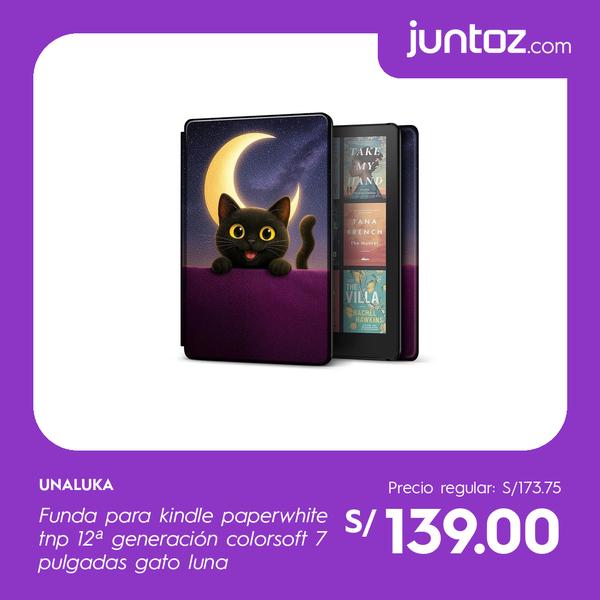 juntoz.com
TAKE
MY
HAND
TANA
FRENCH
The Hunter
THE
VILLA
RACHEL
HAWKINS
UNALUKA
Funda para kindle paperwhite
tnp 12ª generación colorsoft 7
pulgadas gato luna
Precio regular: S/173.75
S/139.00